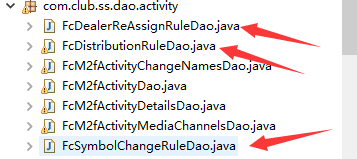 com.club.ss.dao.activity
FcDealerReAssignRuleDao.java
FcDistributionRuleDao.java
FcM2fActivityChangeNamesDao.java
FcM2fActivityDao.java
FcM2fActivityDetailsDao.java
FcM2fActivityMediaChannelsDao.java
FcSymbolChangeRuleDao.java